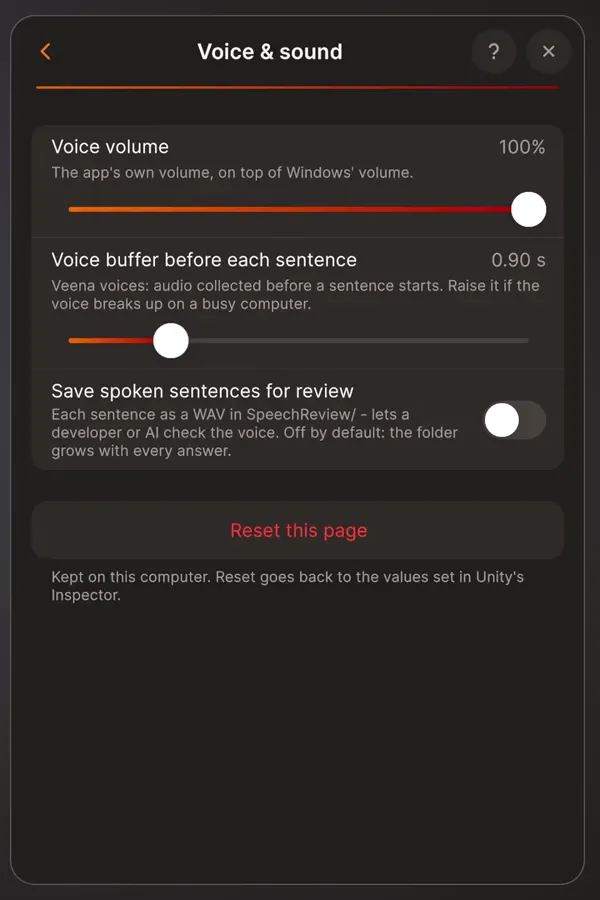 Voice & sound
?
×
Voice volume
100%
The app's own volume, on top of Windows' volume.
Voice buffer before each sentence
0.90 s
Veena voices: audio collected before a sentence starts. Raise it if the
voice breaks up on a busy computer.
Save spoken sentences for review
Each sentence as a WAV in SpeechReview/ - lets a
developer or AI check the voice. Off by default: the folder
grows with every answer.
Reset this page
Kept on this computer. Reset goes back to the values set in Unity's
Inspector.